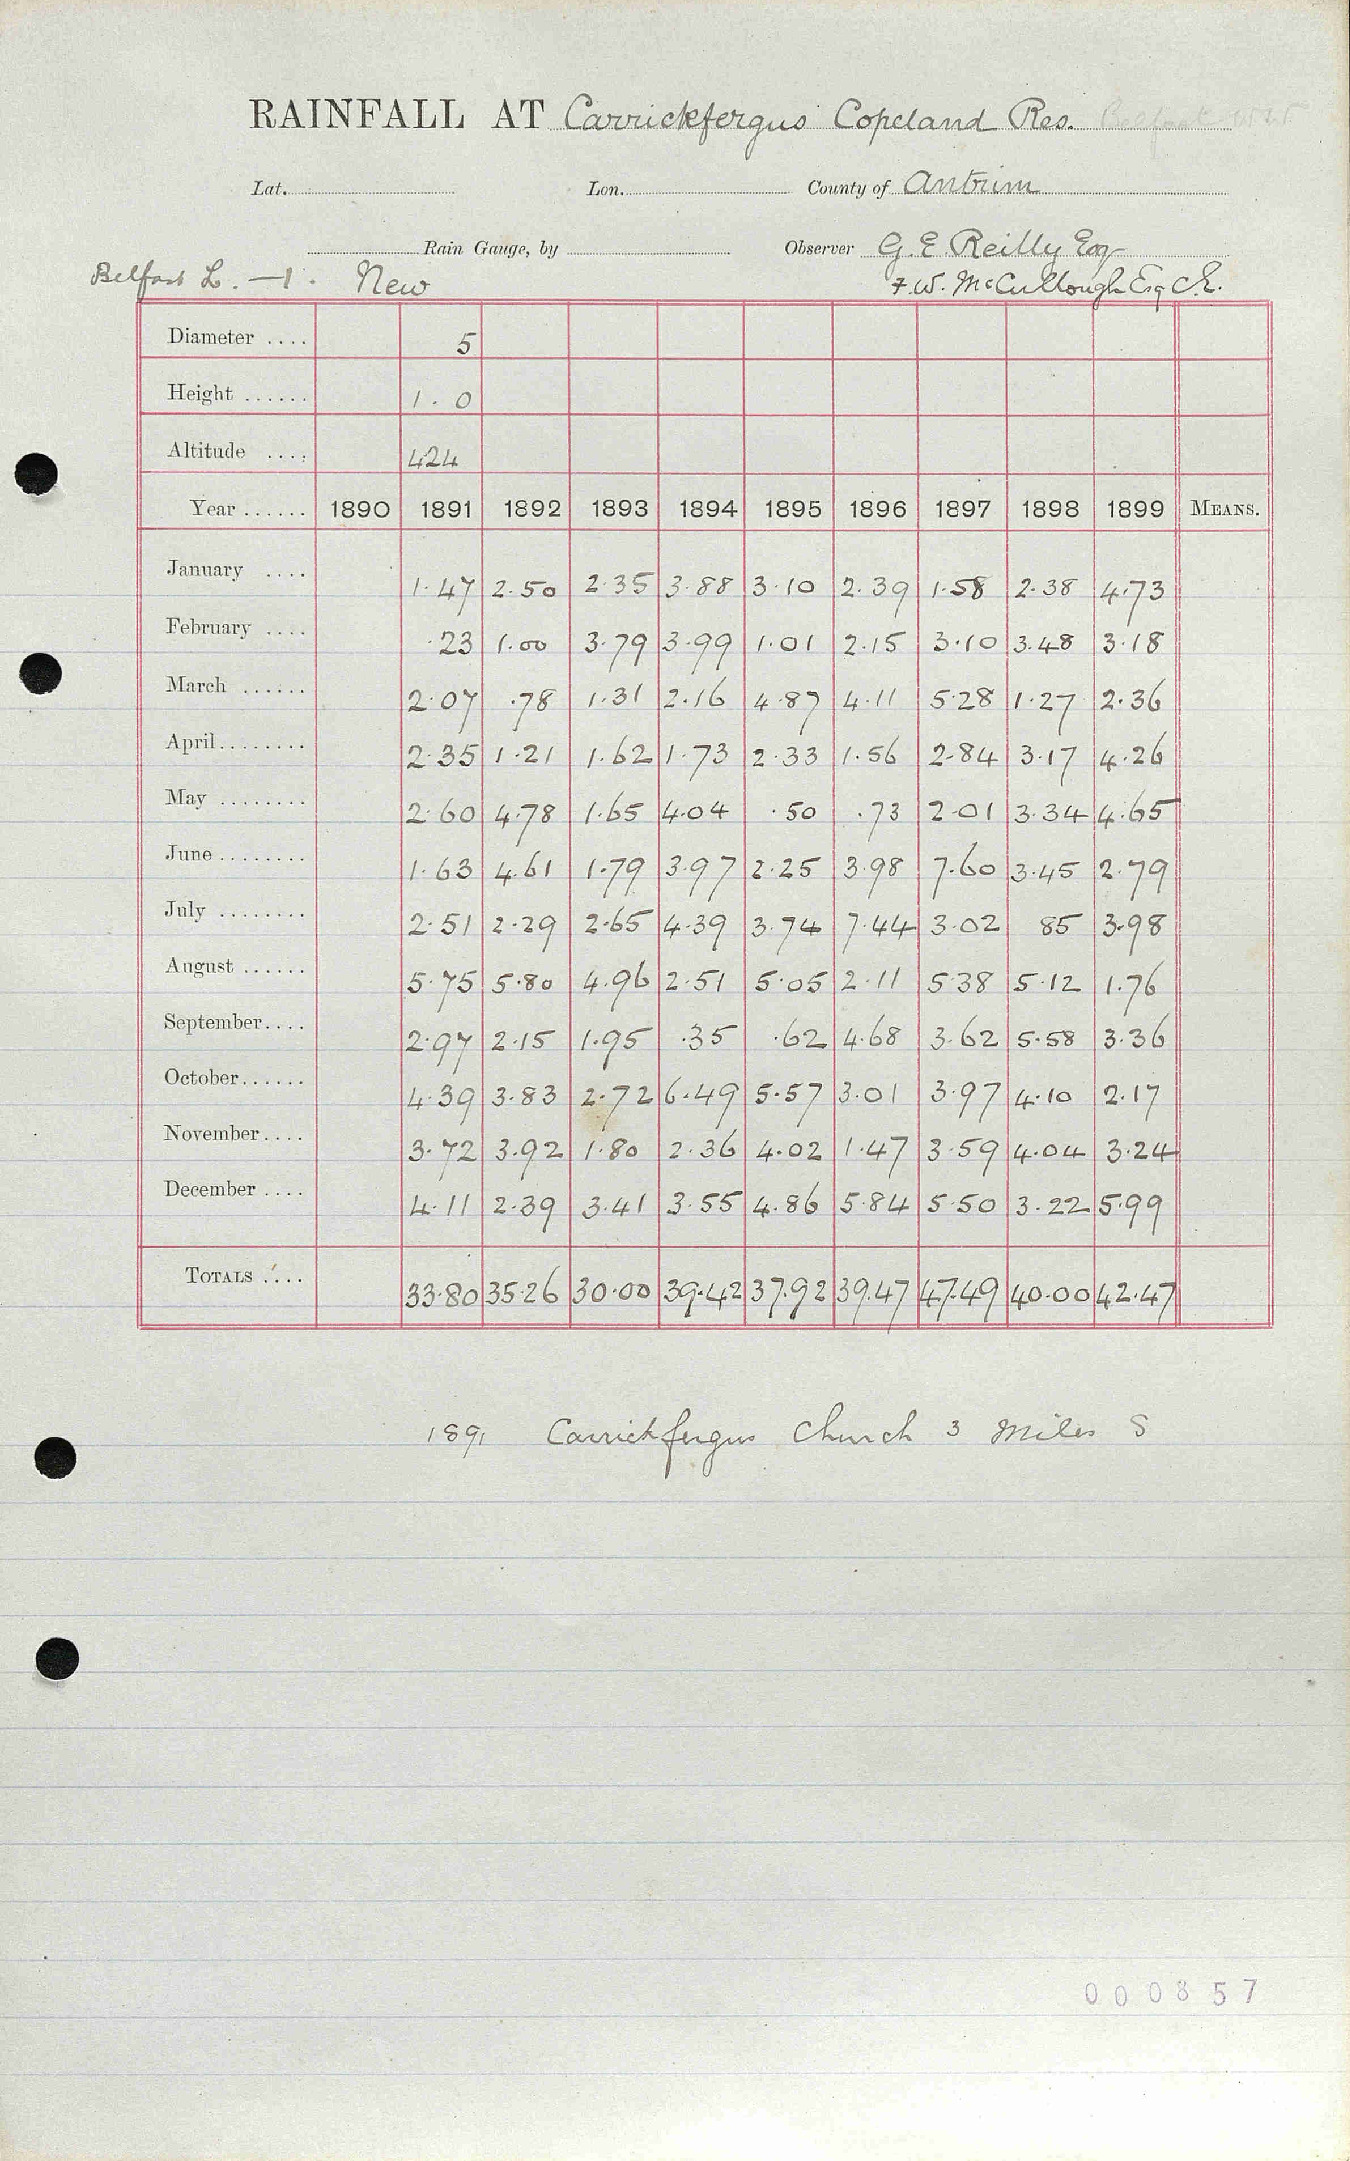 RAINFALL AT Carrickfergus Copeland Res.
Lat. Lon. County of Antrim
Rain Gauge, by Observer G. E Reilly Esq
Belfast L. —1. New F. W. McCullough Esq C.E.
Diameter .... 5
Height ...... 1. 0
Altitude .... 424
Year ...... 1890 1891 1892 1893 1894 1895 1896 1897 1898 1899 MEANS.
January .... 1.47 2.50 2.35 3.88 3.10 2.39 1.58 2.38 4.73
February .... .23 1.00 3.79 3.99 1.01 2.15 3.10 3.48 3.18
March ...... 2.07 .78 1.31 2.16 4.87 4.11 5.28 1.27 2.36
April ........ 2.35 1.21 1.62 1.73 2.33 1.56 2.84 3.17 4.26
May ........ 2.60 4.78 1.65 4.04 .50 .73 2.01 3.34 4.65
June ........ 1.63 4.61 1.79 3.97 2.25 3.98 7.60 3.45 2.79
July ........ 2.51 2.29 2.65 4.39 3.74 7.44 3.02 85 3.98
August ...... 5.75 5.80 4.96 2.51 5.05 2.11 5.38 5.12 1.76
September .... 2.97 2.15 1.95 .35 .62 4.68 3.62 5.58 3.36
October ...... 4.39 3.83 2.72 6.49 5.57 3.01 3.97 4.10 2.17
November .... 3.72 3.92 1.80 2.36 4.02 1.47 3.59 4.04 3.24
December .... 4.11 2.39 3.41 3.55 4.86 5.84 5.50 3.22 5.99
TOTALS .... 33.80 35.26 30.00 39.42 37.92 39.47 47.49 40.00 42.47
1891 Carrickfergus Church 3 Miles S
000857